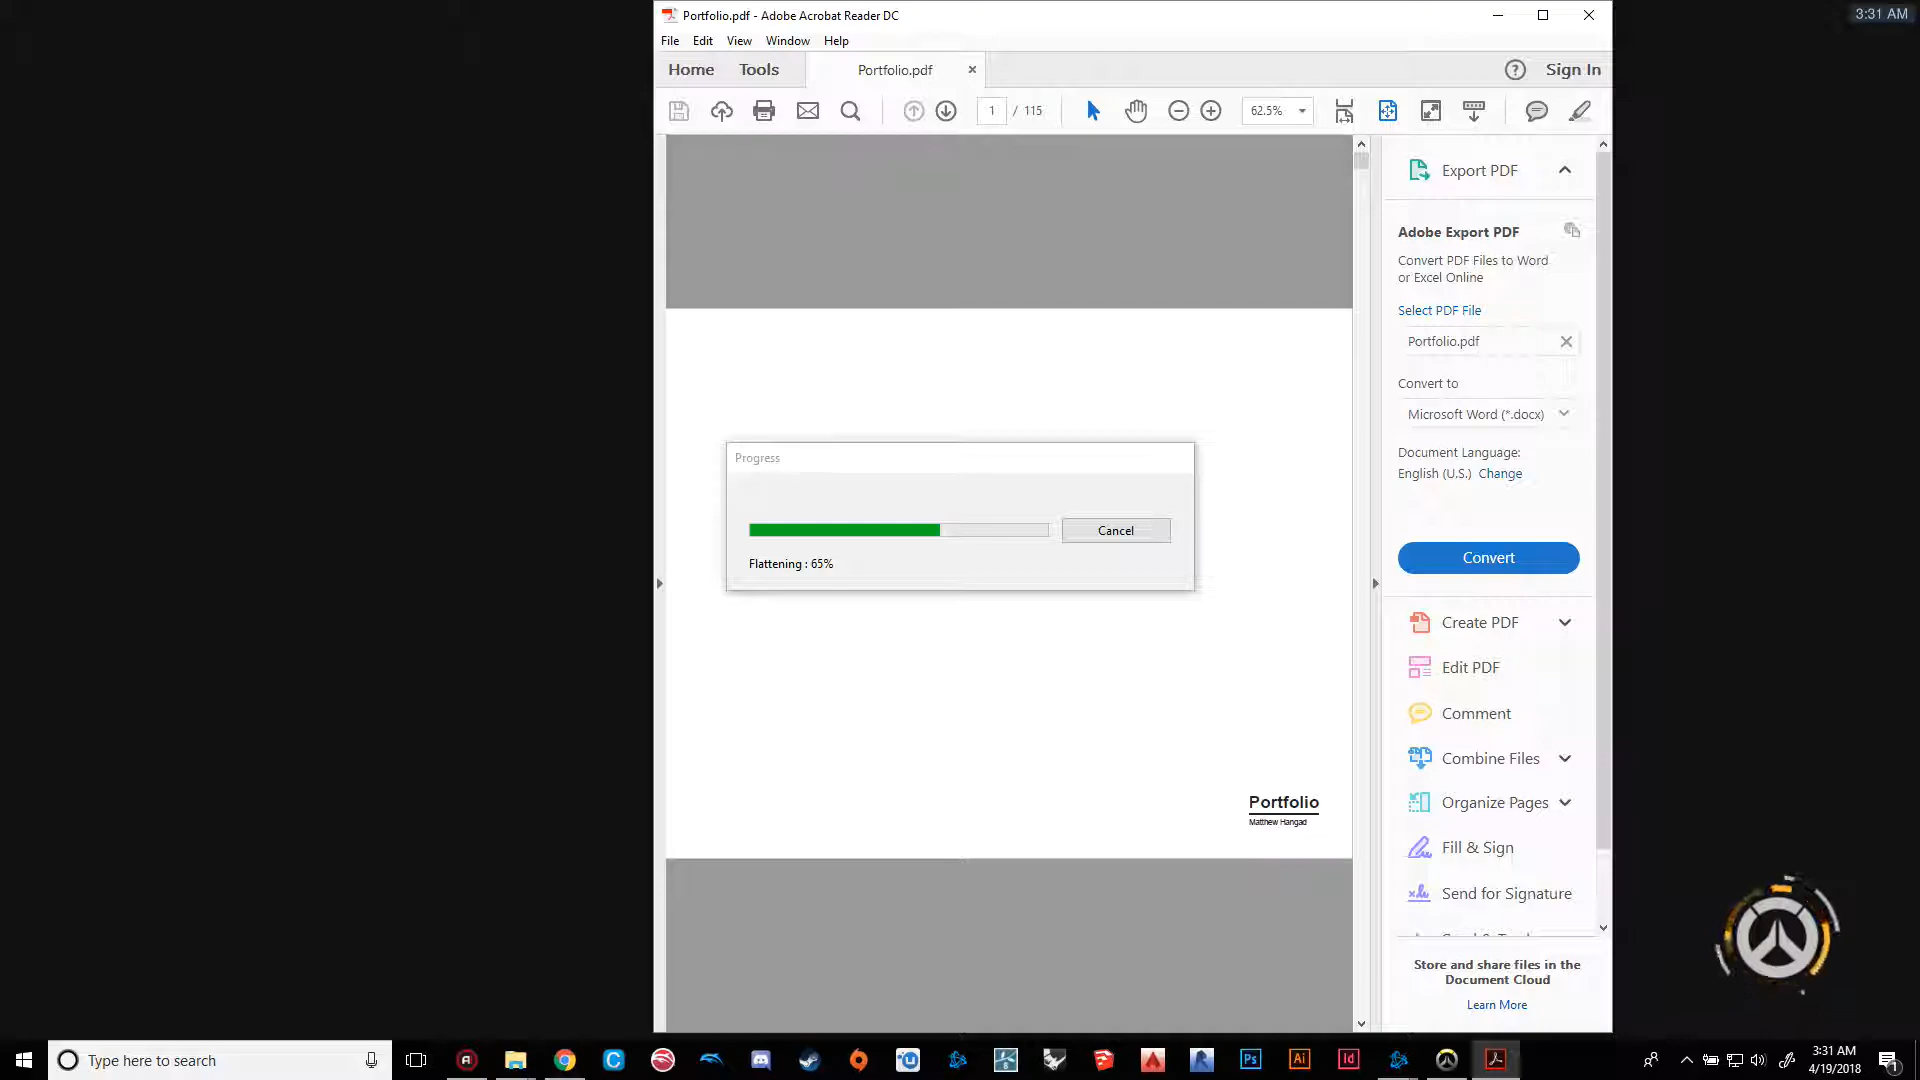 Portfolio.pdf - Adobe Acrobat Reader DC
3:31 AM
File Edit View Window Help
Home Tools Portfolio.pdf Sign In
1 / 115 62.5%
Export PDF
Adobe Export PDF
Convert PDF Files to Word
or Excel Online
Select PDF File
Portfolio.pdf
Convert to
Microsoft Word (*.docx)
Document Language:
English (U.S.) Change
Convert
Progress
Cancel
Flattening : 65%
Create PDF
Edit PDF
Comment
Combine Files
Organize Pages
Fill & Sign
Send for Signature
Portfolio
Matthew Hangad
Store and share files in the
Document Cloud
Learn More
Type here to search
Ps Ai Id
3:31 AM
4/19/2018
1